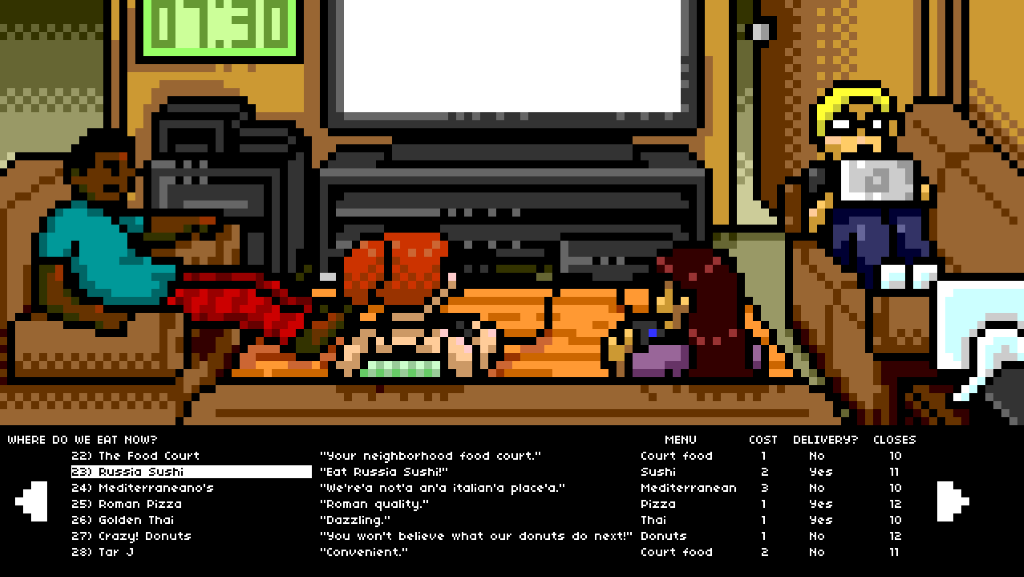 07:30
WHERE DO WE EAT NOW? MENU COST DELIVERY? CLOSES
22) The Food Court "Your neighborhood food court." Court food 1 No 10
23) Russia Sushi "Eat Russia Sushi!" Sushi 2 Yes 11
24) Mediterraneano's "We're'a not'a an'a italian'a place'a." Mediterranean 3 No 10
25) Roman Pizza "Roman quality." Pizza 1 Yes 12
26) Golden Thai "Dazzling." Thai 1 Yes 10
27) Crazy! Donuts "You won't believe what our donuts do next!" Donuts 1 No 12
28) Tar J "Convenient." Court food 2 No 11